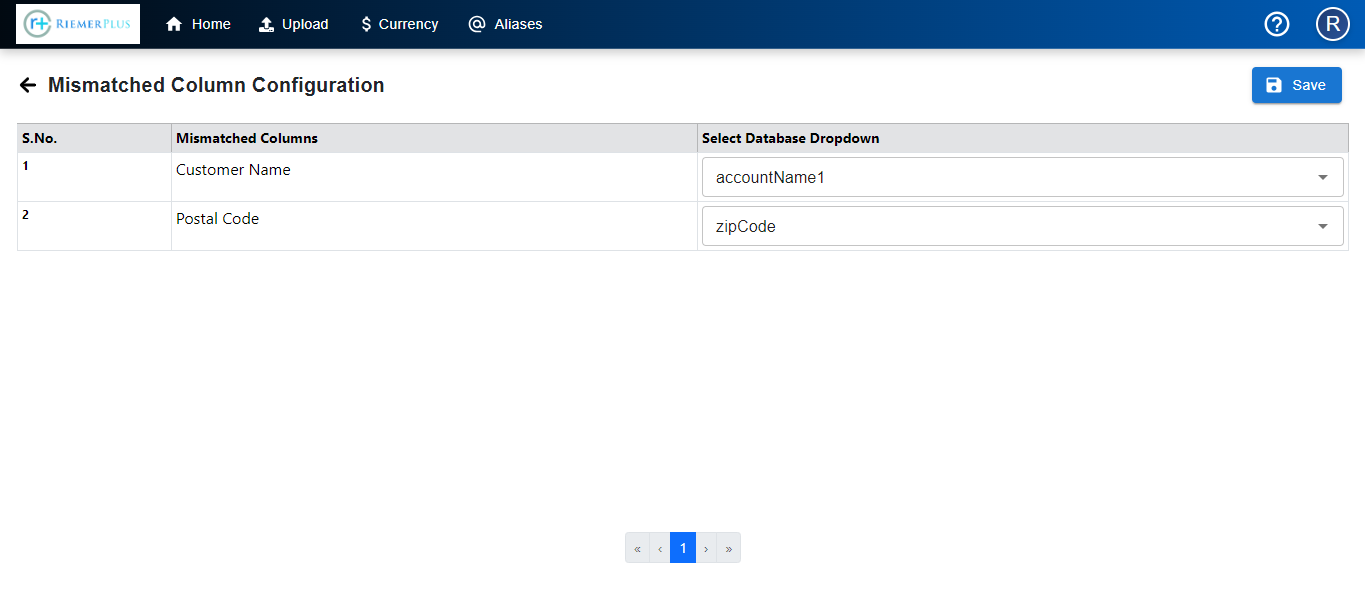 r+ RIEMERPLUS Home Upload $ Currency @ Aliases ? R
Mismatched Column Configuration Save
S.No. Mismatched Columns Select Database Dropdown
1 Customer Name accountName1
2 Postal Code zipCode
« ‹ 1 › »